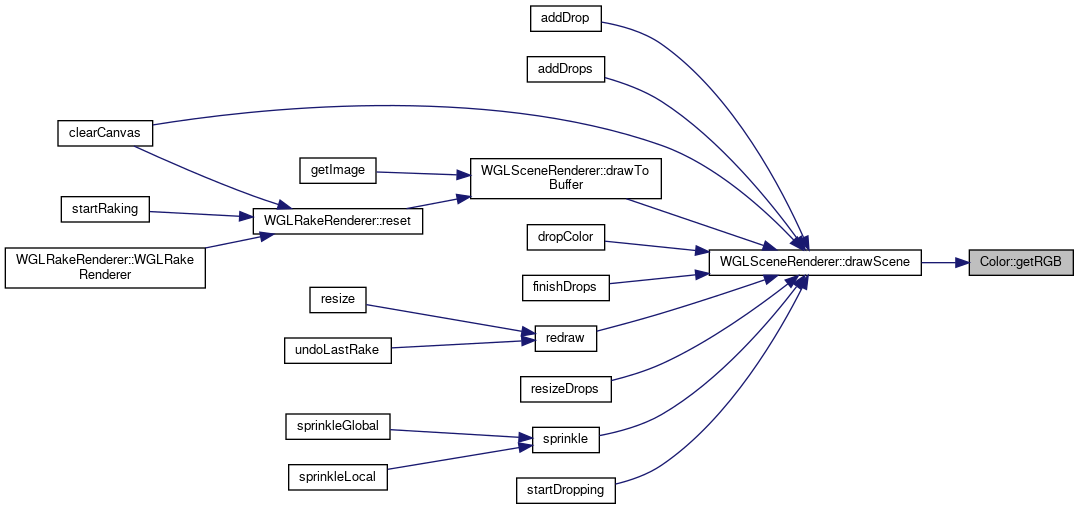 addDrop
addDrops
clearCanvas
getImage
WGLSceneRenderer::drawTo
Buffer
startRaking
WGLRakeRenderer::reset
dropColor
WGLRakeRenderer::WGLRake
Renderer
WGLSceneRenderer::drawScene
Color::getRGB
finishDrops
resize
redraw
undoLastRake
resizeDrops
sprinkleGlobal
sprinkle
sprinkleLocal
startDropping